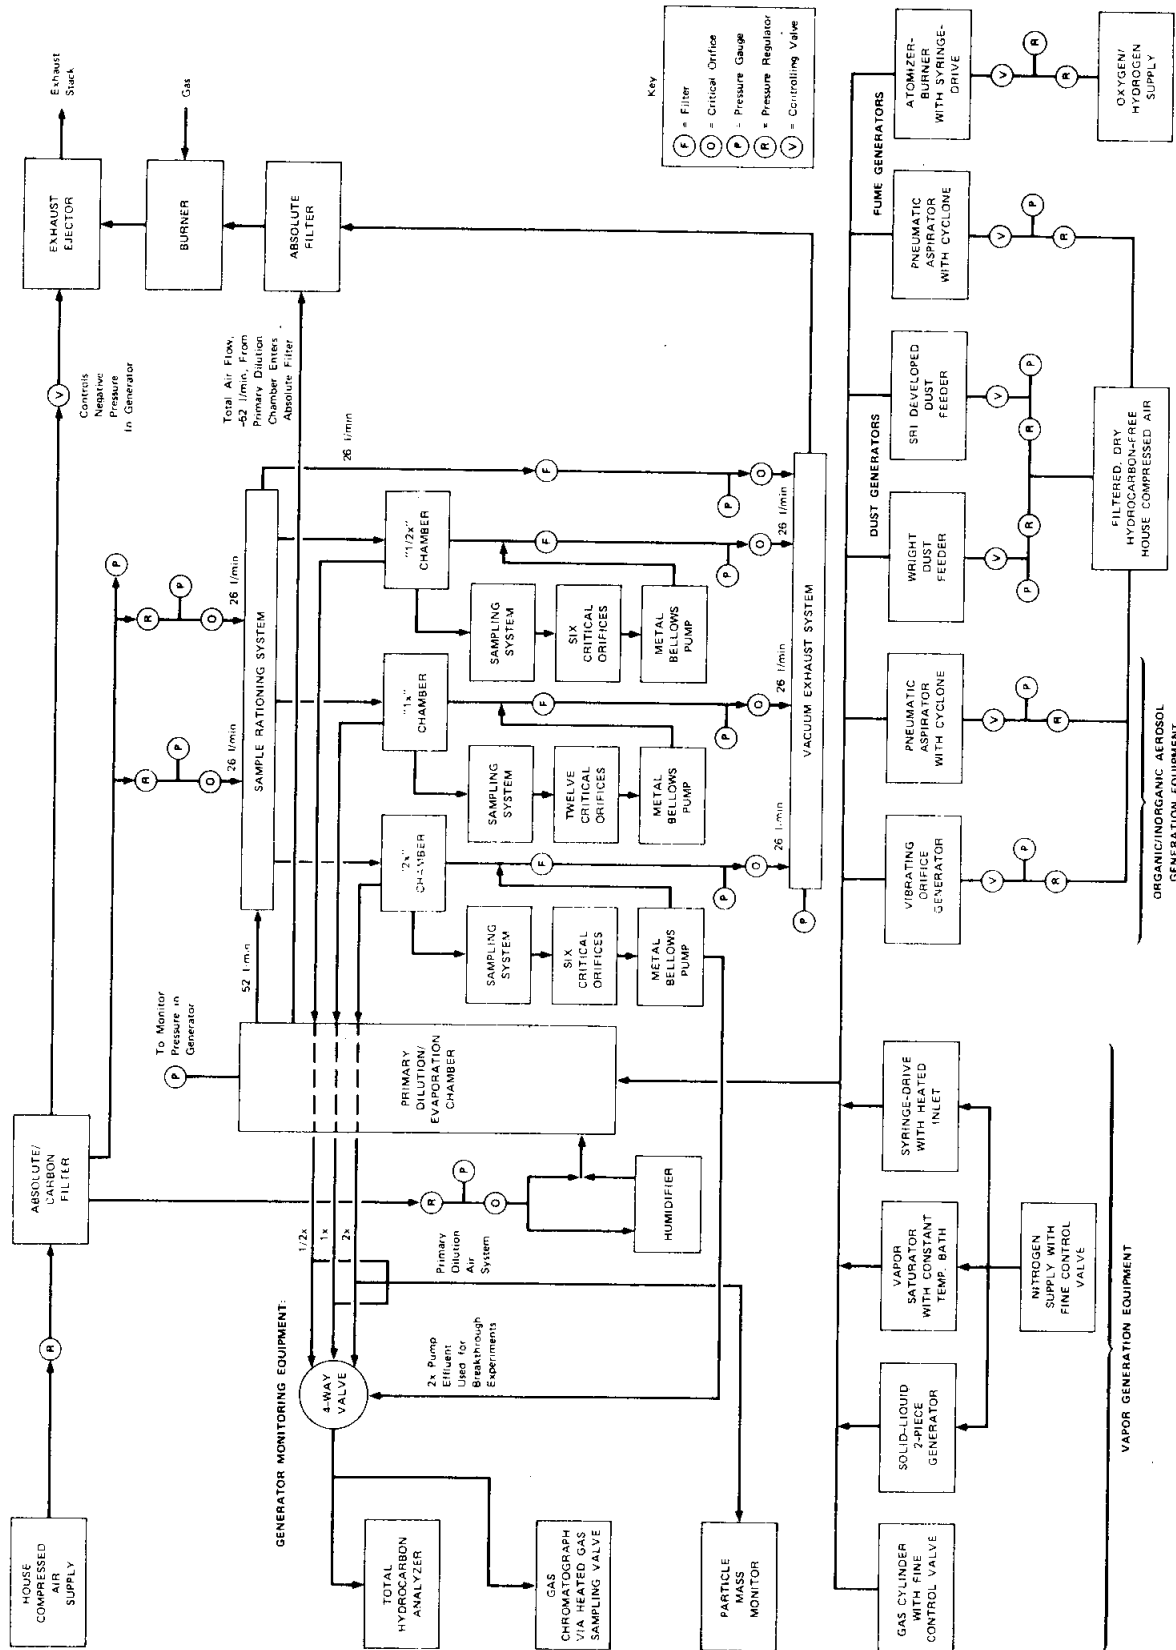 HOUSE
COMPRESSED
AIR
SUPPLY
R
ABSOLUTE/
CARBON
FILTER
V
Controls
Negative
Pressure
In Generator
EXHAUST
EJECTOR
Exhaust
Stack
BURNER
Gas
ABSOLUTE
FILTER
Total Air Flow,
~52 l/min, From
Primary Dilution
Chamber Enters
Absolute Filter
P
R
P
O
26 l/min
R
P
O
26 l/min
To Monitor
Pressure in
Generator
P
52 l/min
SAMPLE RATIONING SYSTEM
26 l/min
PRIMARY
DILUTION/
EVAPORATION
CHAMBER
R
P
O
Primary
Dilution
Air
System
HUMIDIFIER
GENERATOR MONITORING EQUIPMENT:
1/2x
1x
2x
4-WAY
VALVE
2x Pump
Effluent
Used for
Breakthrough
Experiments
TOTAL
HYDROCARBON
ANALYZER
GAS
CHROMATOGRAPH
VIA HEATED GAS
SAMPLING VALVE
PARTICLE
MASS
MONITOR
"2x"
CHAMBER
SAMPLING
SYSTEM
SIX
CRITICAL
ORIFICES
METAL
BELLOWS
PUMP
F
P
O
26 l/min
"1x"
CHAMBER
SAMPLING
SYSTEM
TWELVE
CRITICAL
ORIFICES
METAL
BELLOWS
PUMP
F
P
O
26 l/min
"1/2x"
CHAMBER
SAMPLING
SYSTEM
SIX
CRITICAL
ORIFICES
METAL
BELLOWS
PUMP
F
P
O
26 l/min
F
P
O
26 l/min
P
VACUUM EXHAUST SYSTEM
Key
F = Filter
O = Critical Orifice
P = Pressure Gauge
R = Pressure Regulator
V = Controlling Valve
GAS CYLINDER
WITH FINE
CONTROL VALVE
SOLID-LIQUID
2-PIECE
GENERATOR
VAPOR
SATURATOR
WITH CONSTANT
TEMP. BATH
SYRINGE-DRIVE
WITH HEATED
INLET
NITROGEN
SUPPLY WITH
FINE CONTROL
VALVE
VAPOR GENERATION EQUIPMENT
VIBRATING
ORIFICE
GENERATOR
V
P
R
PNEUMATIC
ASPIRATOR
WITH CYCLONE
V
P
R
ORGANIC/INORGANIC AEROSOL
GENERATION EQUIPMENT
DUST GENERATORS
WRIGHT
DUST
FEEDER
V
P
R
SRI DEVELOPED
DUST
FEEDER
V
P
R
FILTERED, DRY
HYDROCARBON-FREE
HOUSE COMPRESSED AIR
FUME GENERATORS
PNEUMATIC
ASPIRATOR
WITH CYCLONE
V
P
R
ATOMIZER-
BURNER
WITH SYRINGE-
DRIVE
V
R
R
OXYGEN/
HYDROGEN
SUPPLY